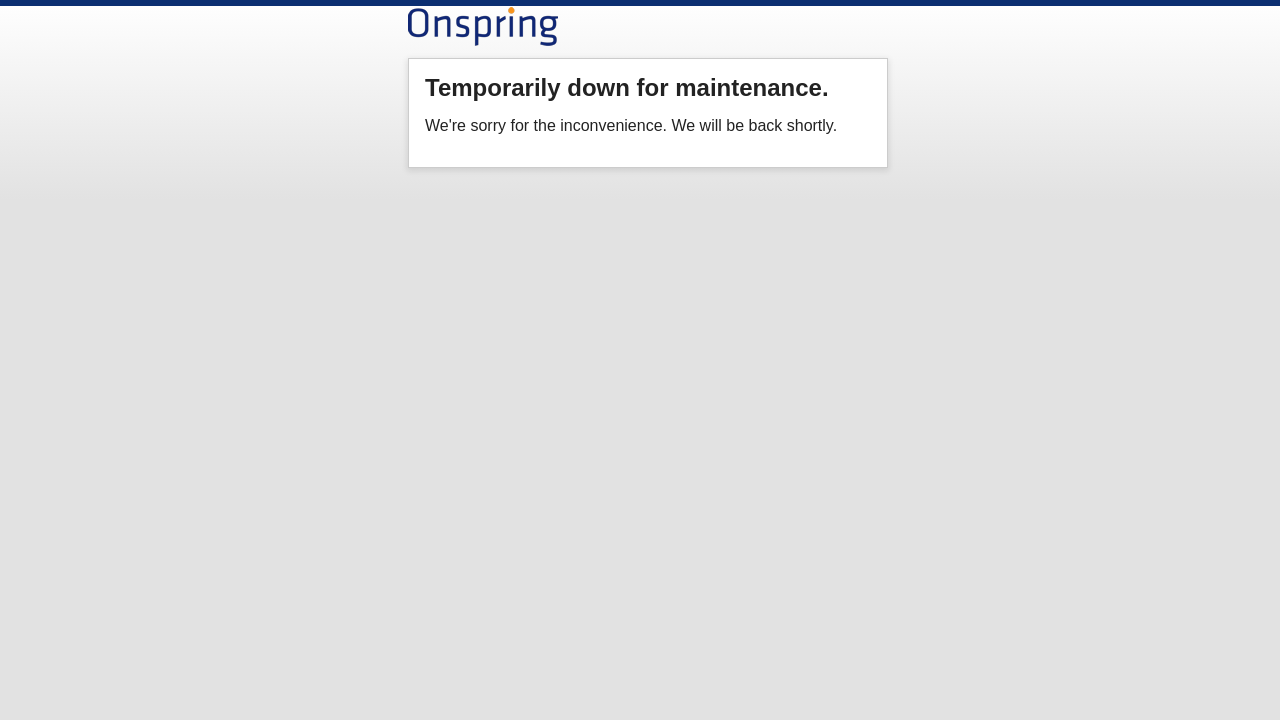 Onspring
Temporarily down for maintenance.
We're sorry for the inconvenience. We will be back shortly.